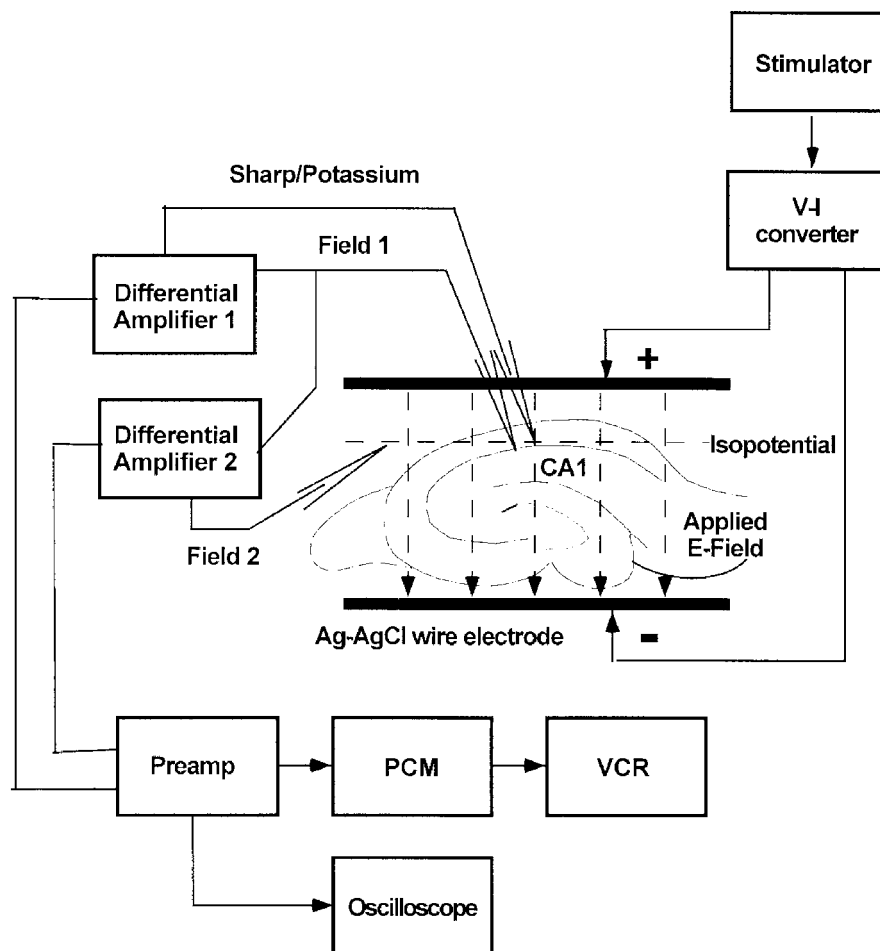 Stimulator
V-I
converter
Sharp/Potassium
Field 1
Differential
Amplifier 1
+
Differential
Amplifier 2
Isopotential
CA1
Applied
E-Field
Field 2
Ag-AgCl wire electrode
-
Preamp
PCM
VCR
Oscilloscope